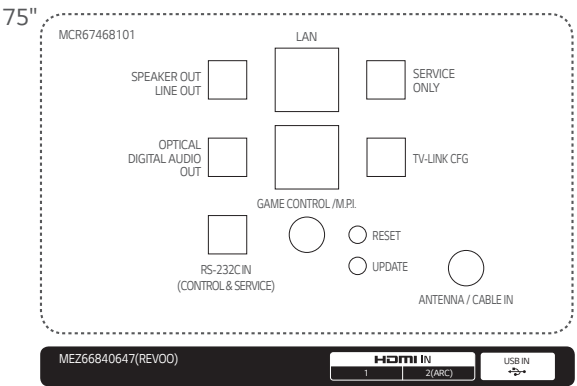 75"
MCR67468101
LAN
SPEAKER OUT
LINE OUT
SERVICE
ONLY
OPTICAL
DIGITAL AUDIO
OUT
TV-LINK CFG
GAME CONTROL /M.P.I.
RESET
UPDATE
RS-232C IN
(CONTROL & SERVICE)
ANTENNA / CABLE IN
MEZ66840647(REV00)
HDMI IN
1 2(ARC)
USB IN